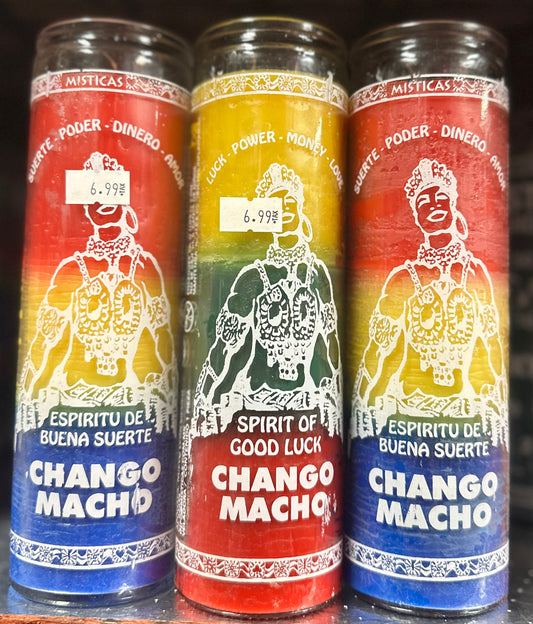 MISTICAS
SUERTE - PODER - DINERO - AMOR
6.99
ESPIRITU DE
BUENA SUERTE
CHANGO
MACHO
LUCK - POWER - MONEY - LOVE
6.99
SPIRIT OF
GOOD LUCK
CHANGO
MACHO
MISTICAS
SUERTE - PODER - DINERO - AMOR
ESPIRITU DE
BUENA SUERTE
CHANGO
MACHO